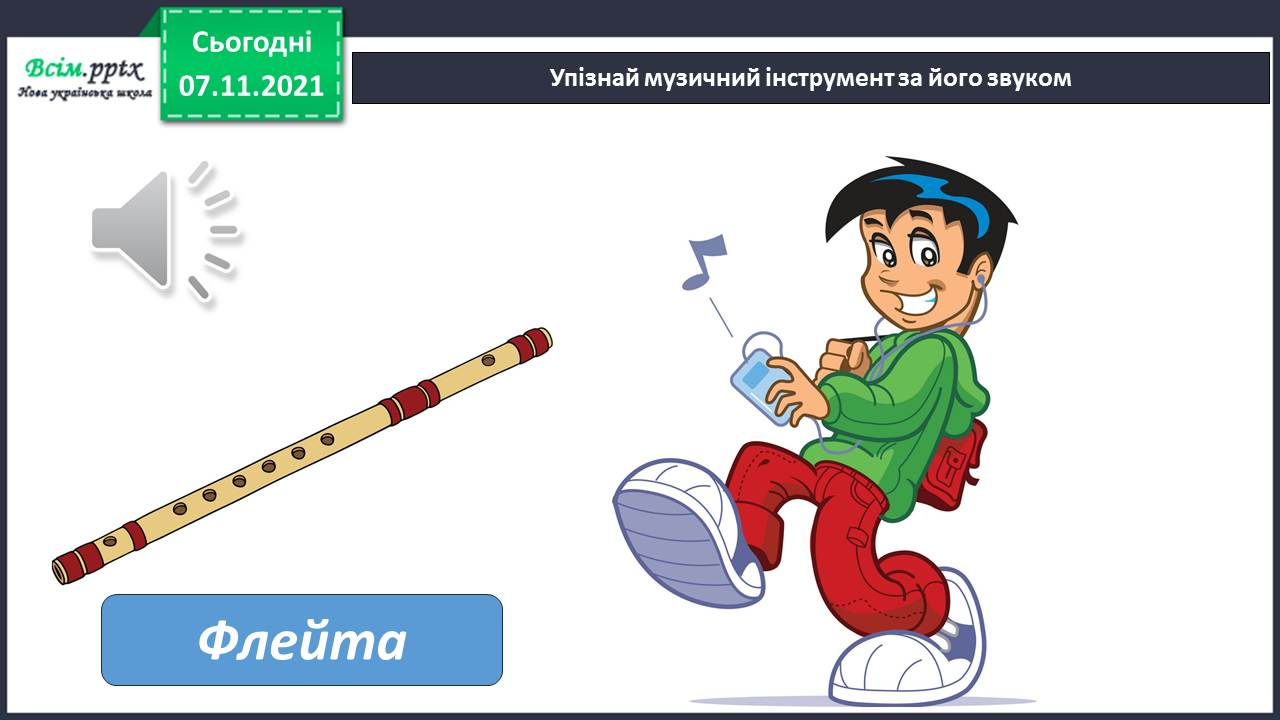 Всім.pptx
Нова українська школа
Сьогодні
07.11.2021
Упізнай музичний інструмент за його звуком
Флейта